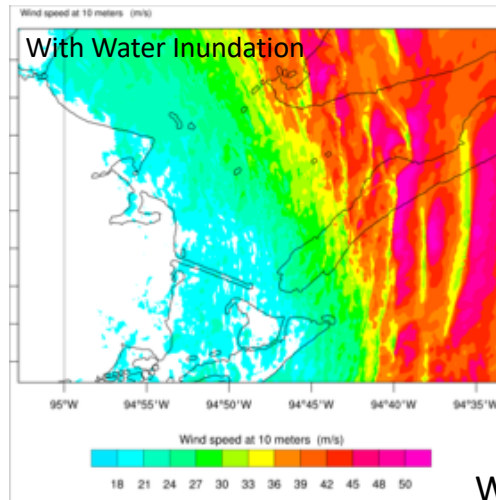 Wind speed at 10 meters (m/s)
With Water Inundation
95°W 94°55'W 94°50'W 94°45'W 94°40'W 94°35'W
Wind speed at 10 meters (m/s)
18 21 24 27 30 33 36 39 42 45 48 50
W